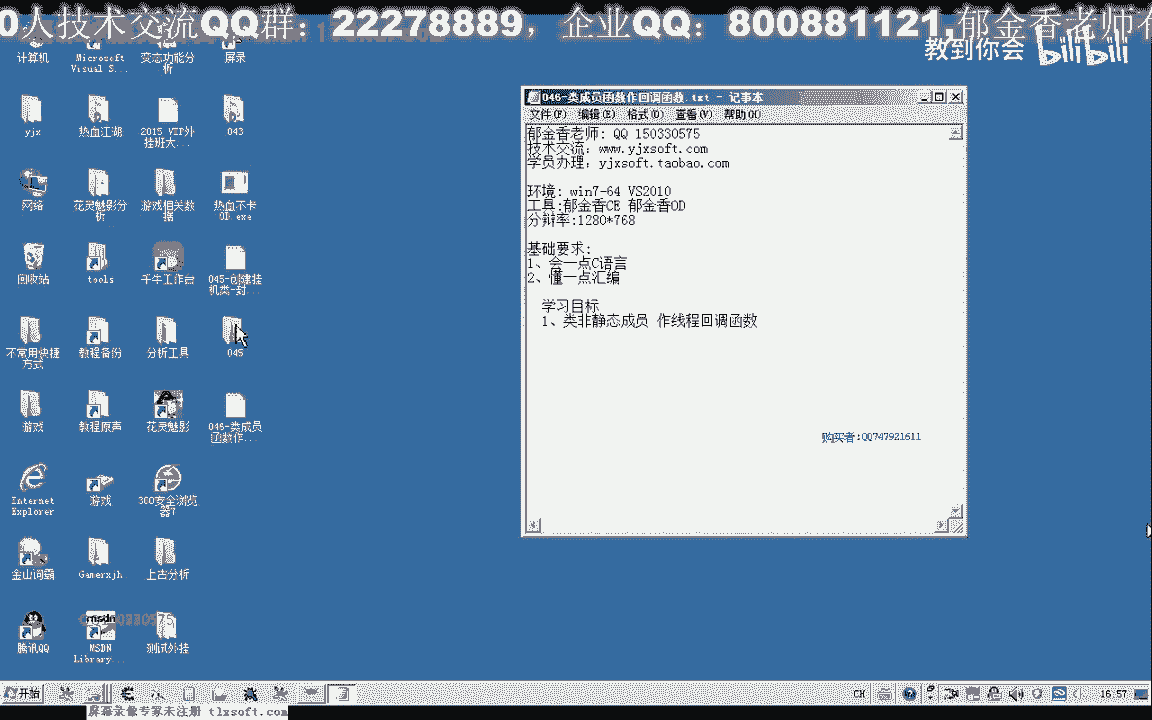 0人技术交流QQ群：22278889，企业QQ：800881121,郁金香老师
教到你会 bilibili
计算机
Microsoft Visual S...
变态功能分析
屏录
yjx
热血江湖
2015 VIP外挂班大...
043
网络
花灵魅影分析
游戏相关数据
热血不卡OD.exe
回收站
tools
千牛工作台
045-创建挂机类-封...
不常用快捷方式
教程备份
分析工具
045
游戏
教程原声
花灵魅影
046-类成员函数作...
Internet Explorer
游戏
360安全浏览器7
金山词霸
Gamerxjh
上古分析
腾讯QQ
MSDN Library...
测试外挂
046-类成员函数作回调函数.txt - 记事本
文件(F) 编辑(E) 格式(O) 查看(V) 帮助(H)
郁金香老师: QQ 150330575
技术交流：www.yjxsoft.com
学员办理：yjxsoft.taobao.com
环境: win7-64 VS2010
工具:郁金香CE 郁金香OD
分辩率:1280*768
基础要求:
1、会一点C语言
2、懂一点汇编
学习目标
1、类非静态成员 作线程回调函数
购买者:QQ747921611
开始
CH
16:57
屏幕录像专家未注册 tlxsoft.com